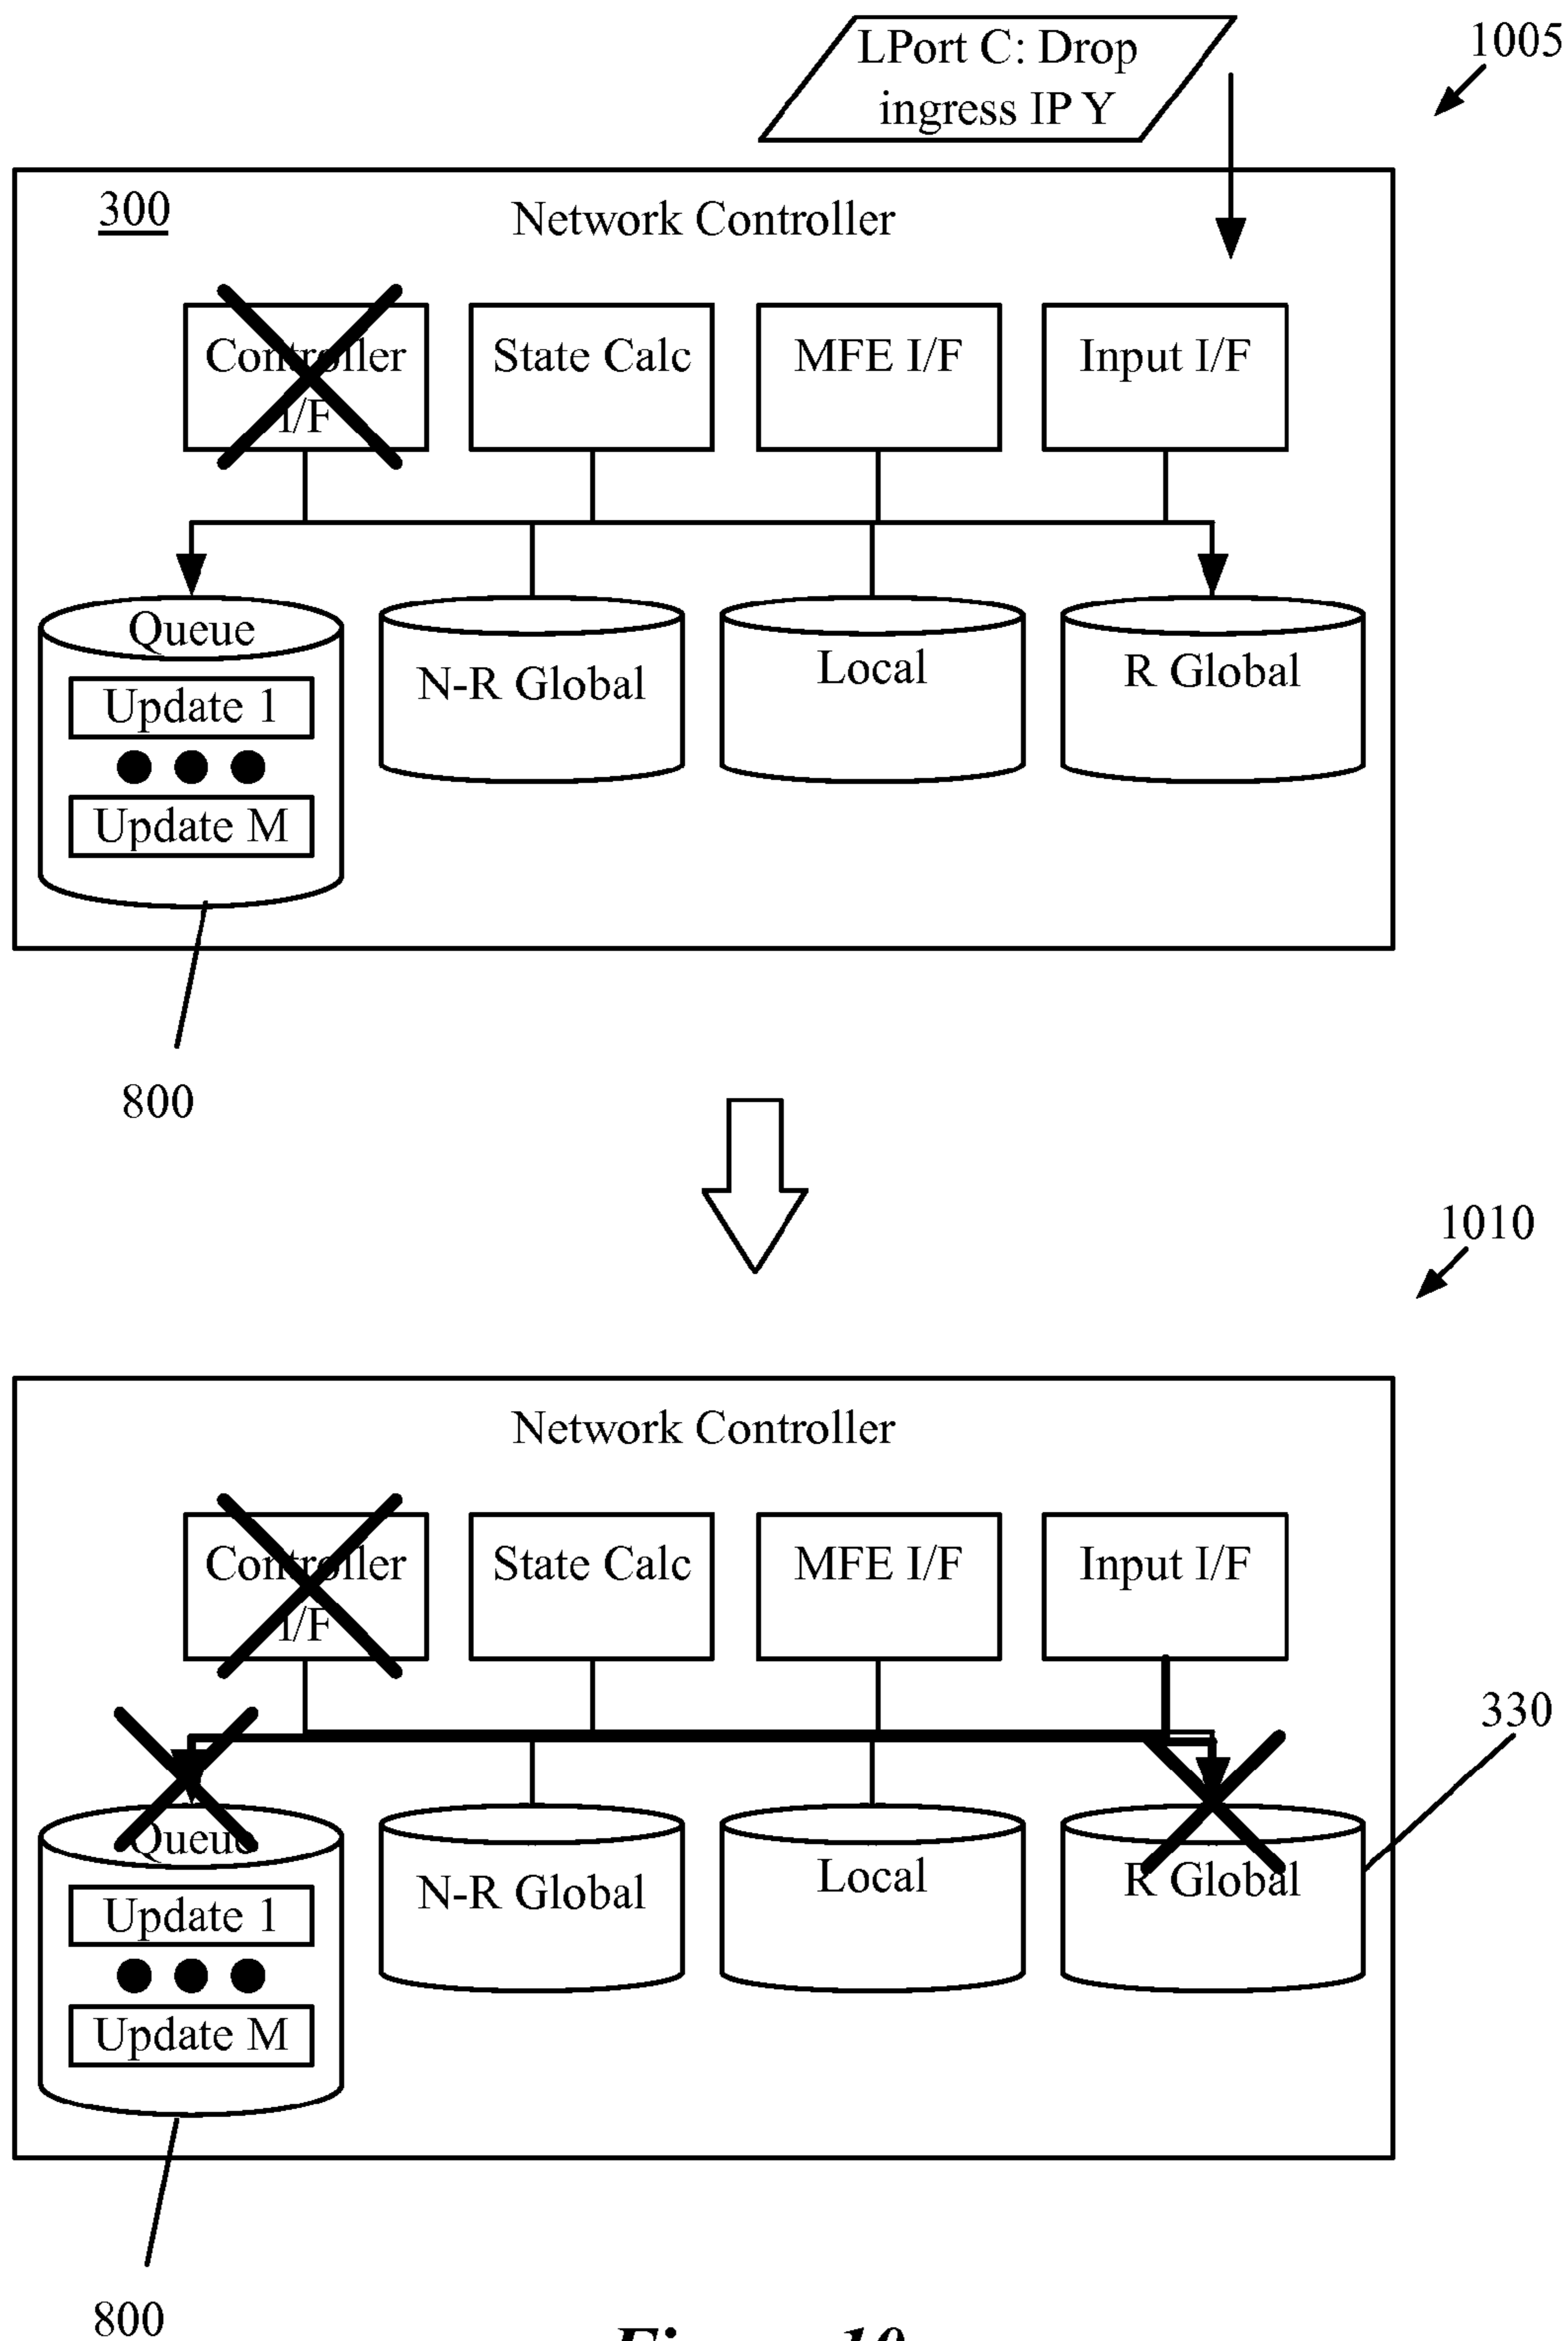 LPort C: Drop
ingress IP Y
1005
300
Network Controller
Controller
I/F
State Calc
MFE I/F
Input I/F
Queue
Update 1
Update M
N-R Global
Local
R Global
800
1010
Network Controller
Controller
I/F
State Calc
MFE I/F
Input I/F
330
Queue
Update 1
Update M
N-R Global
Local
R Global
800